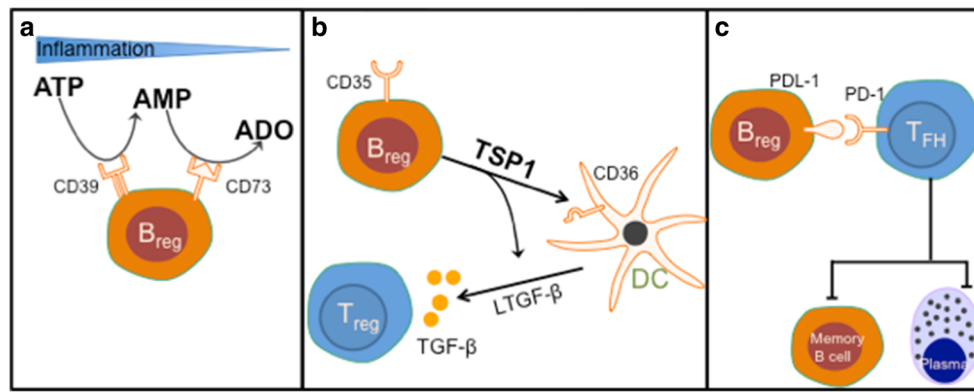 a
Inflammation
ATP
AMP
ADO
CD39
CD73
Breg
b
CD35
Breg
TSP1
CD36
DC
LTGF-β
Treg
TGF-β
c
PDL-1
PD-1
Breg
TFH
Memory
B cell
Plasma